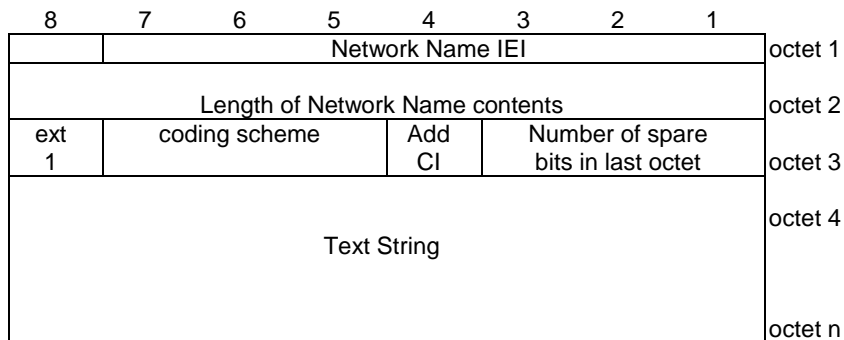 8 7 6 5 4 3 2 1
Network Name IEI octet 1
Length of Network Name contents octet 2
ext coding scheme Add Number of spare
1 CI bits in last octet octet 3
octet 4
Text String
octet n